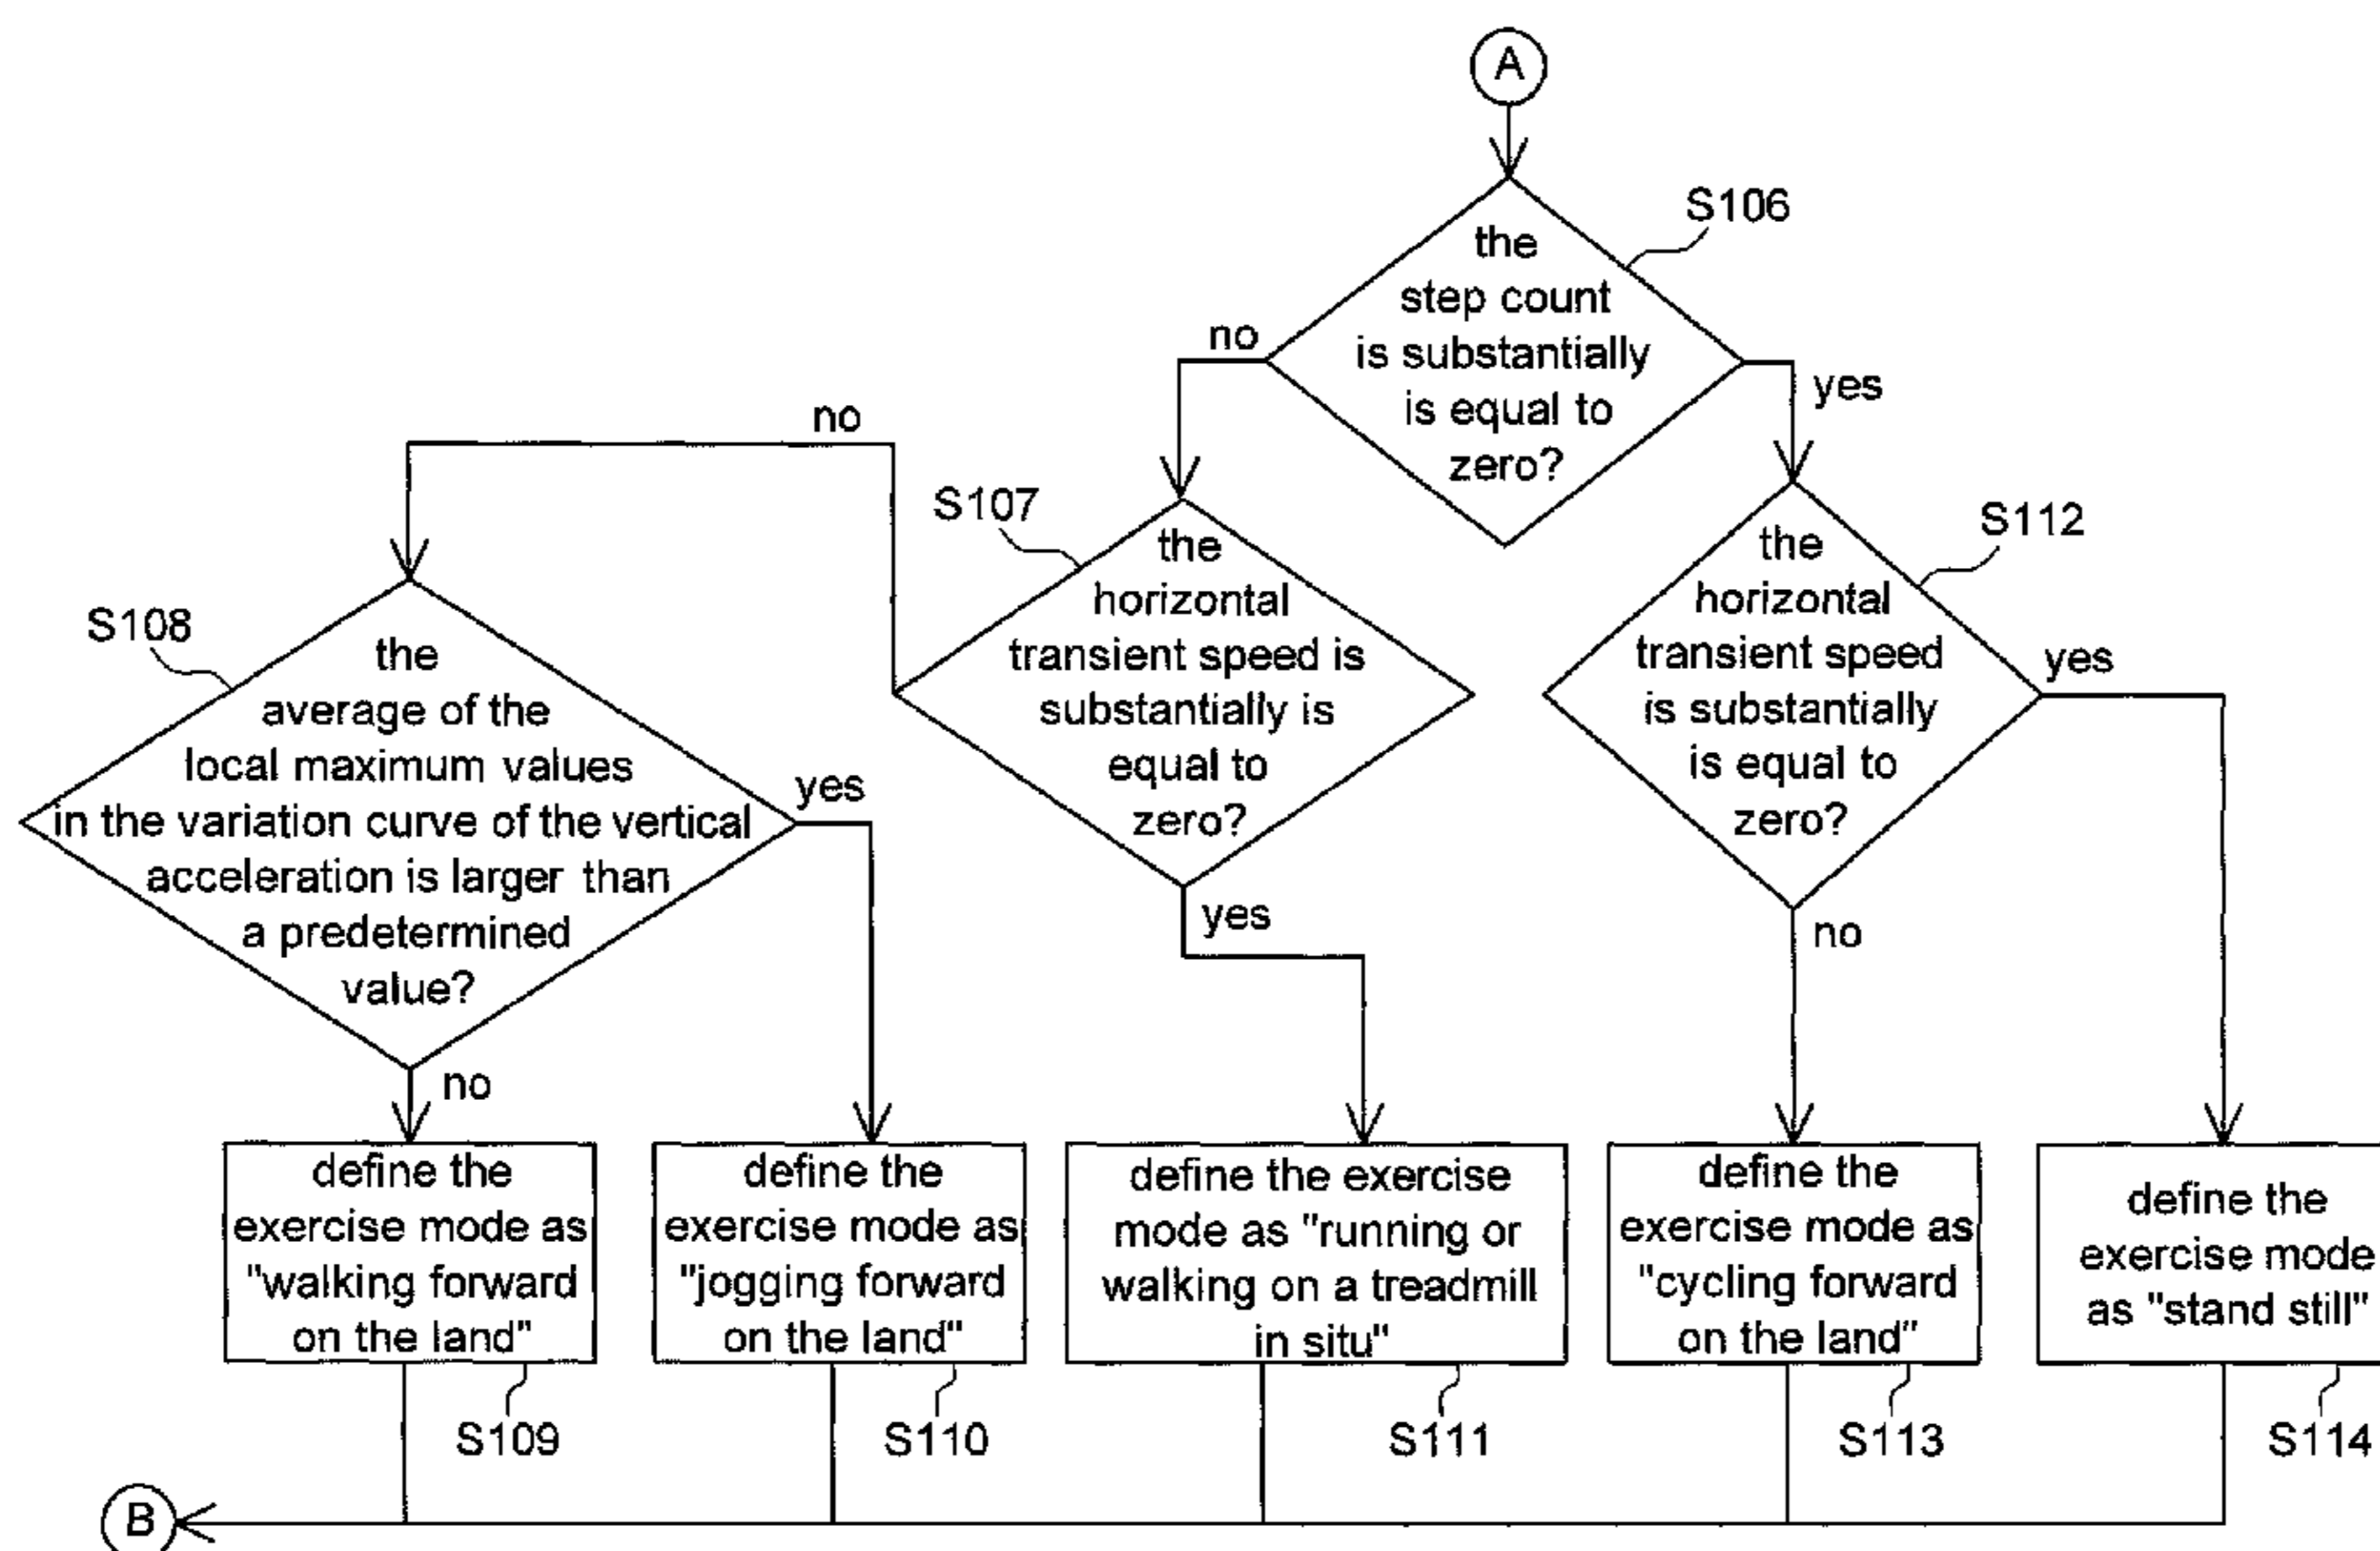 A
S106
the
step count
is substantially
is equal to
zero?
no
yes
no
S107
the
horizontal
transient speed is
substantially is
equal to
zero?
yes
S112
the
horizontal
transient speed
is substantially
is equal to
zero?
yes
no
S108
the
average of the
local maximum values
in the variation curve of the vertical
acceleration is larger than
a predetermined
value?
yes
no
define the
exercise mode as
"walking forward
on the land"
S109
define the
exercise mode as
"jogging forward
on the land"
S110
define the exercise
mode as "running or
walking on a treadmill
in situ"
S111
define the
exercise mode as
"cycling forward
on the land"
S113
define the
exercise mode
as "stand still"
S114
B